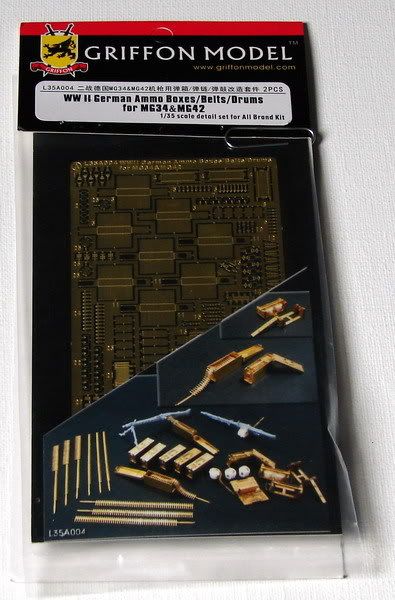 GRIFFON MODEL™
GRIFFON
www.griffonmodel.com
L35A004 二战德国MG34&MG42机枪用弹箱/弹链/弹鼓改造套件 2PCS
WW II German Ammo Boxes/Belts/Drums
for MG34&MG42
1/35 scale detail set for All Brand Kit
L35A004